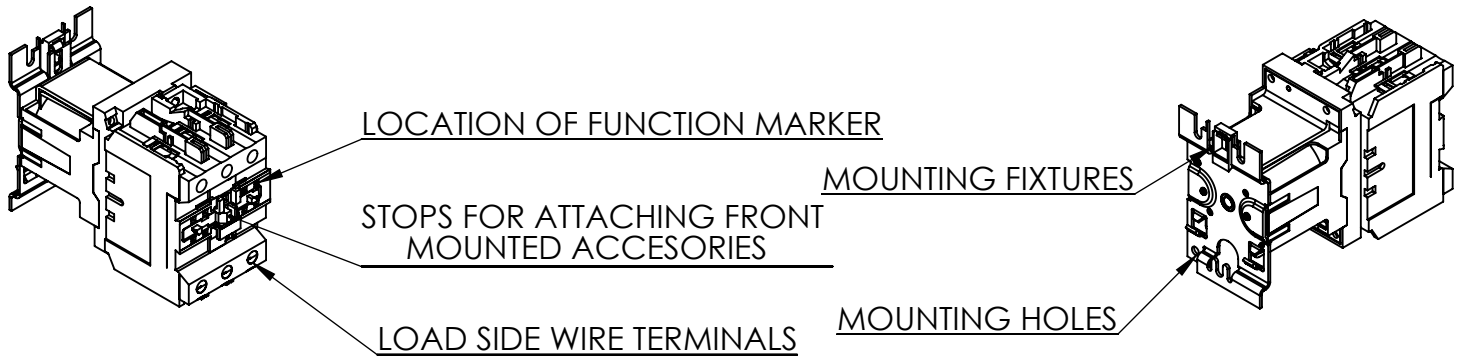 LOCATION OF FUNCTION MARKER
STOPS FOR ATTACHING FRONT
MOUNTED ACCESORIES
LOAD SIDE WIRE TERMINALS
MOUNTING FIXTURES
MOUNTING HOLES